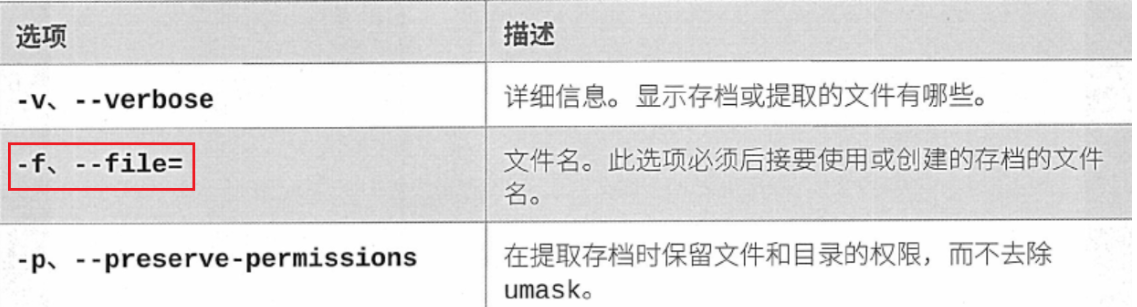 选项
描述
-v、--verbose
详细信息。显示存档或提取的文件有哪些。
-f、--file=
文件名。此选项必须后接要使用或创建的存档的文件
名。
-p、--preserve-permissions
在提取存档时保留文件和目录的权限，而不去除
umask。